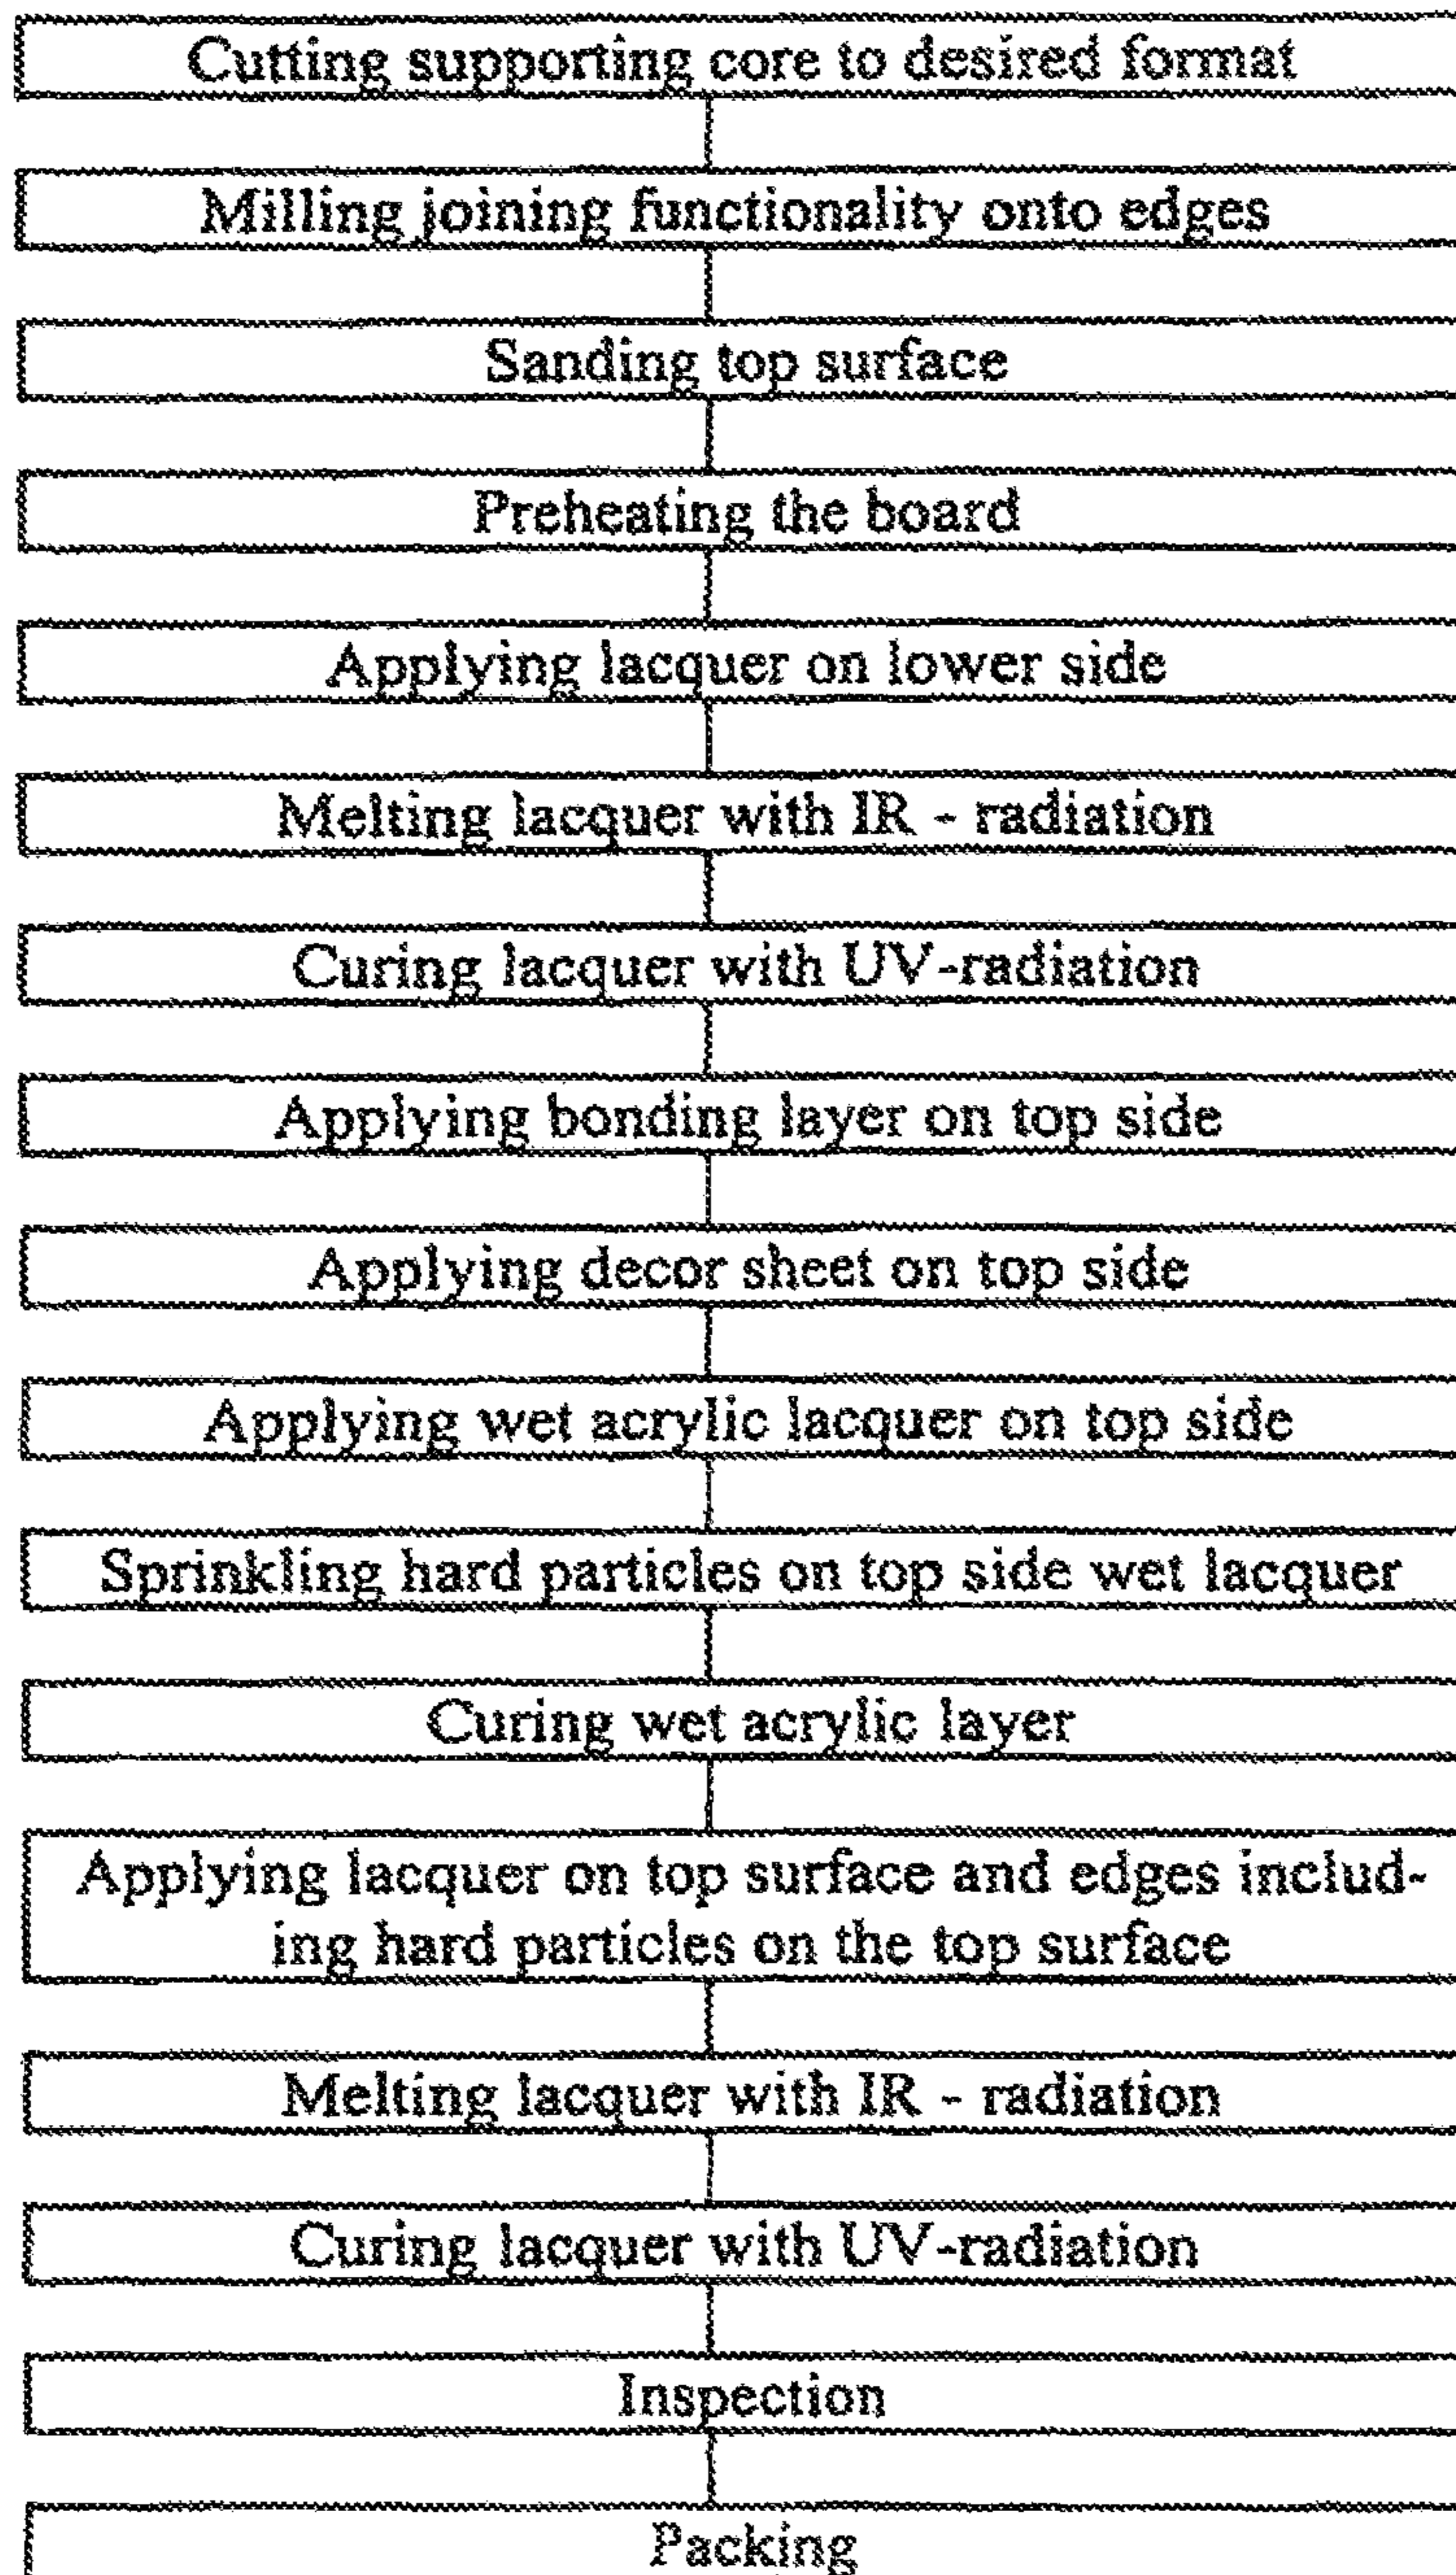 Cutting supporting core to desired format
Milling joining functionality onto edges
Sanding top surface
Preheating the board
Applying lacquer on lower side
Melting lacquer with IR - radiation
Curing lacquer with UV-radiation
Applying bonding layer on top side
Applying decor sheet on top side
Applying wet acrylic lacquer on top side
Sprinkling hard particles on top side wet lacquer
Curing wet acrylic layer
Applying lacquer on top surface and edges includ-
ing hard particles on the top surface
Melting lacquer with IR - radiation
Curing lacquer with UV-radiation
Inspection
Packing